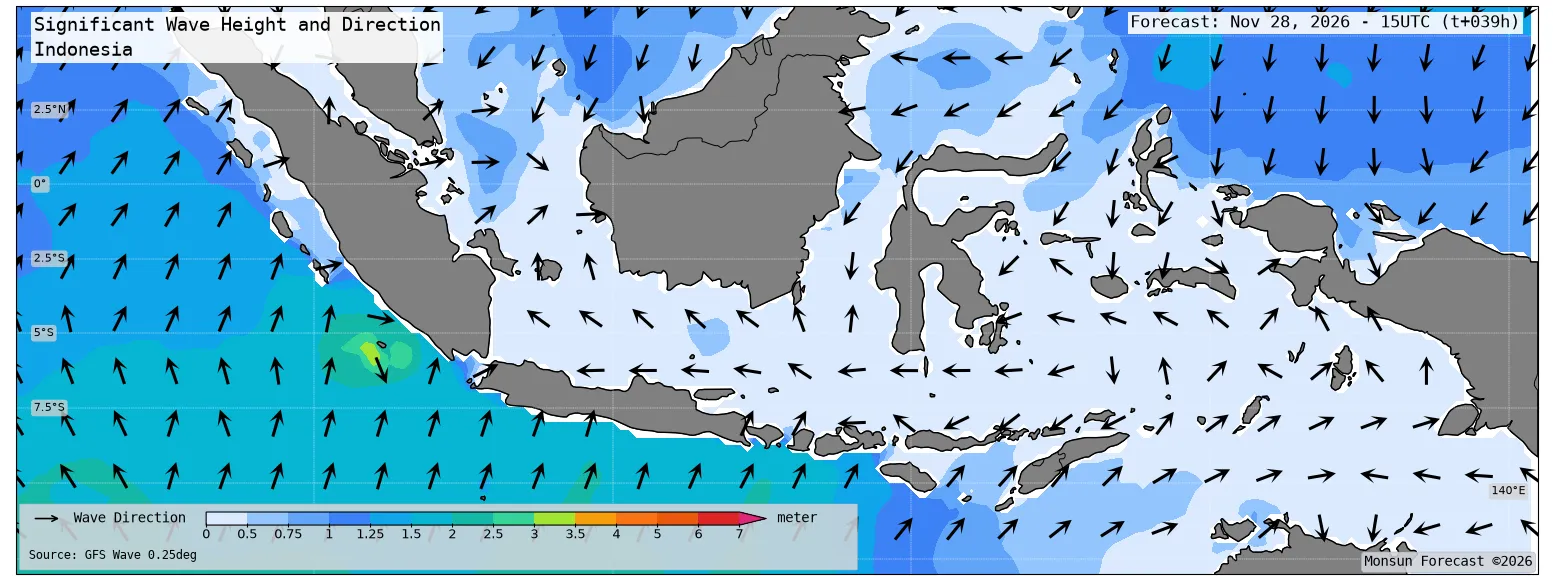 Significant Wave Height and Direction
Indonesia
Forecast: Nov 28, 2026 - 15UTC (t+039h)
2.5°N
0°
2.5°S
5°S
7.5°S
140°E
Wave Direction
0 0.5 0.75 1 1.25 1.5 2 2.5 3 3.5 4 5 6 7
meter
Source: GFS Wave 0.25deg
Monsun Forecast ©2026